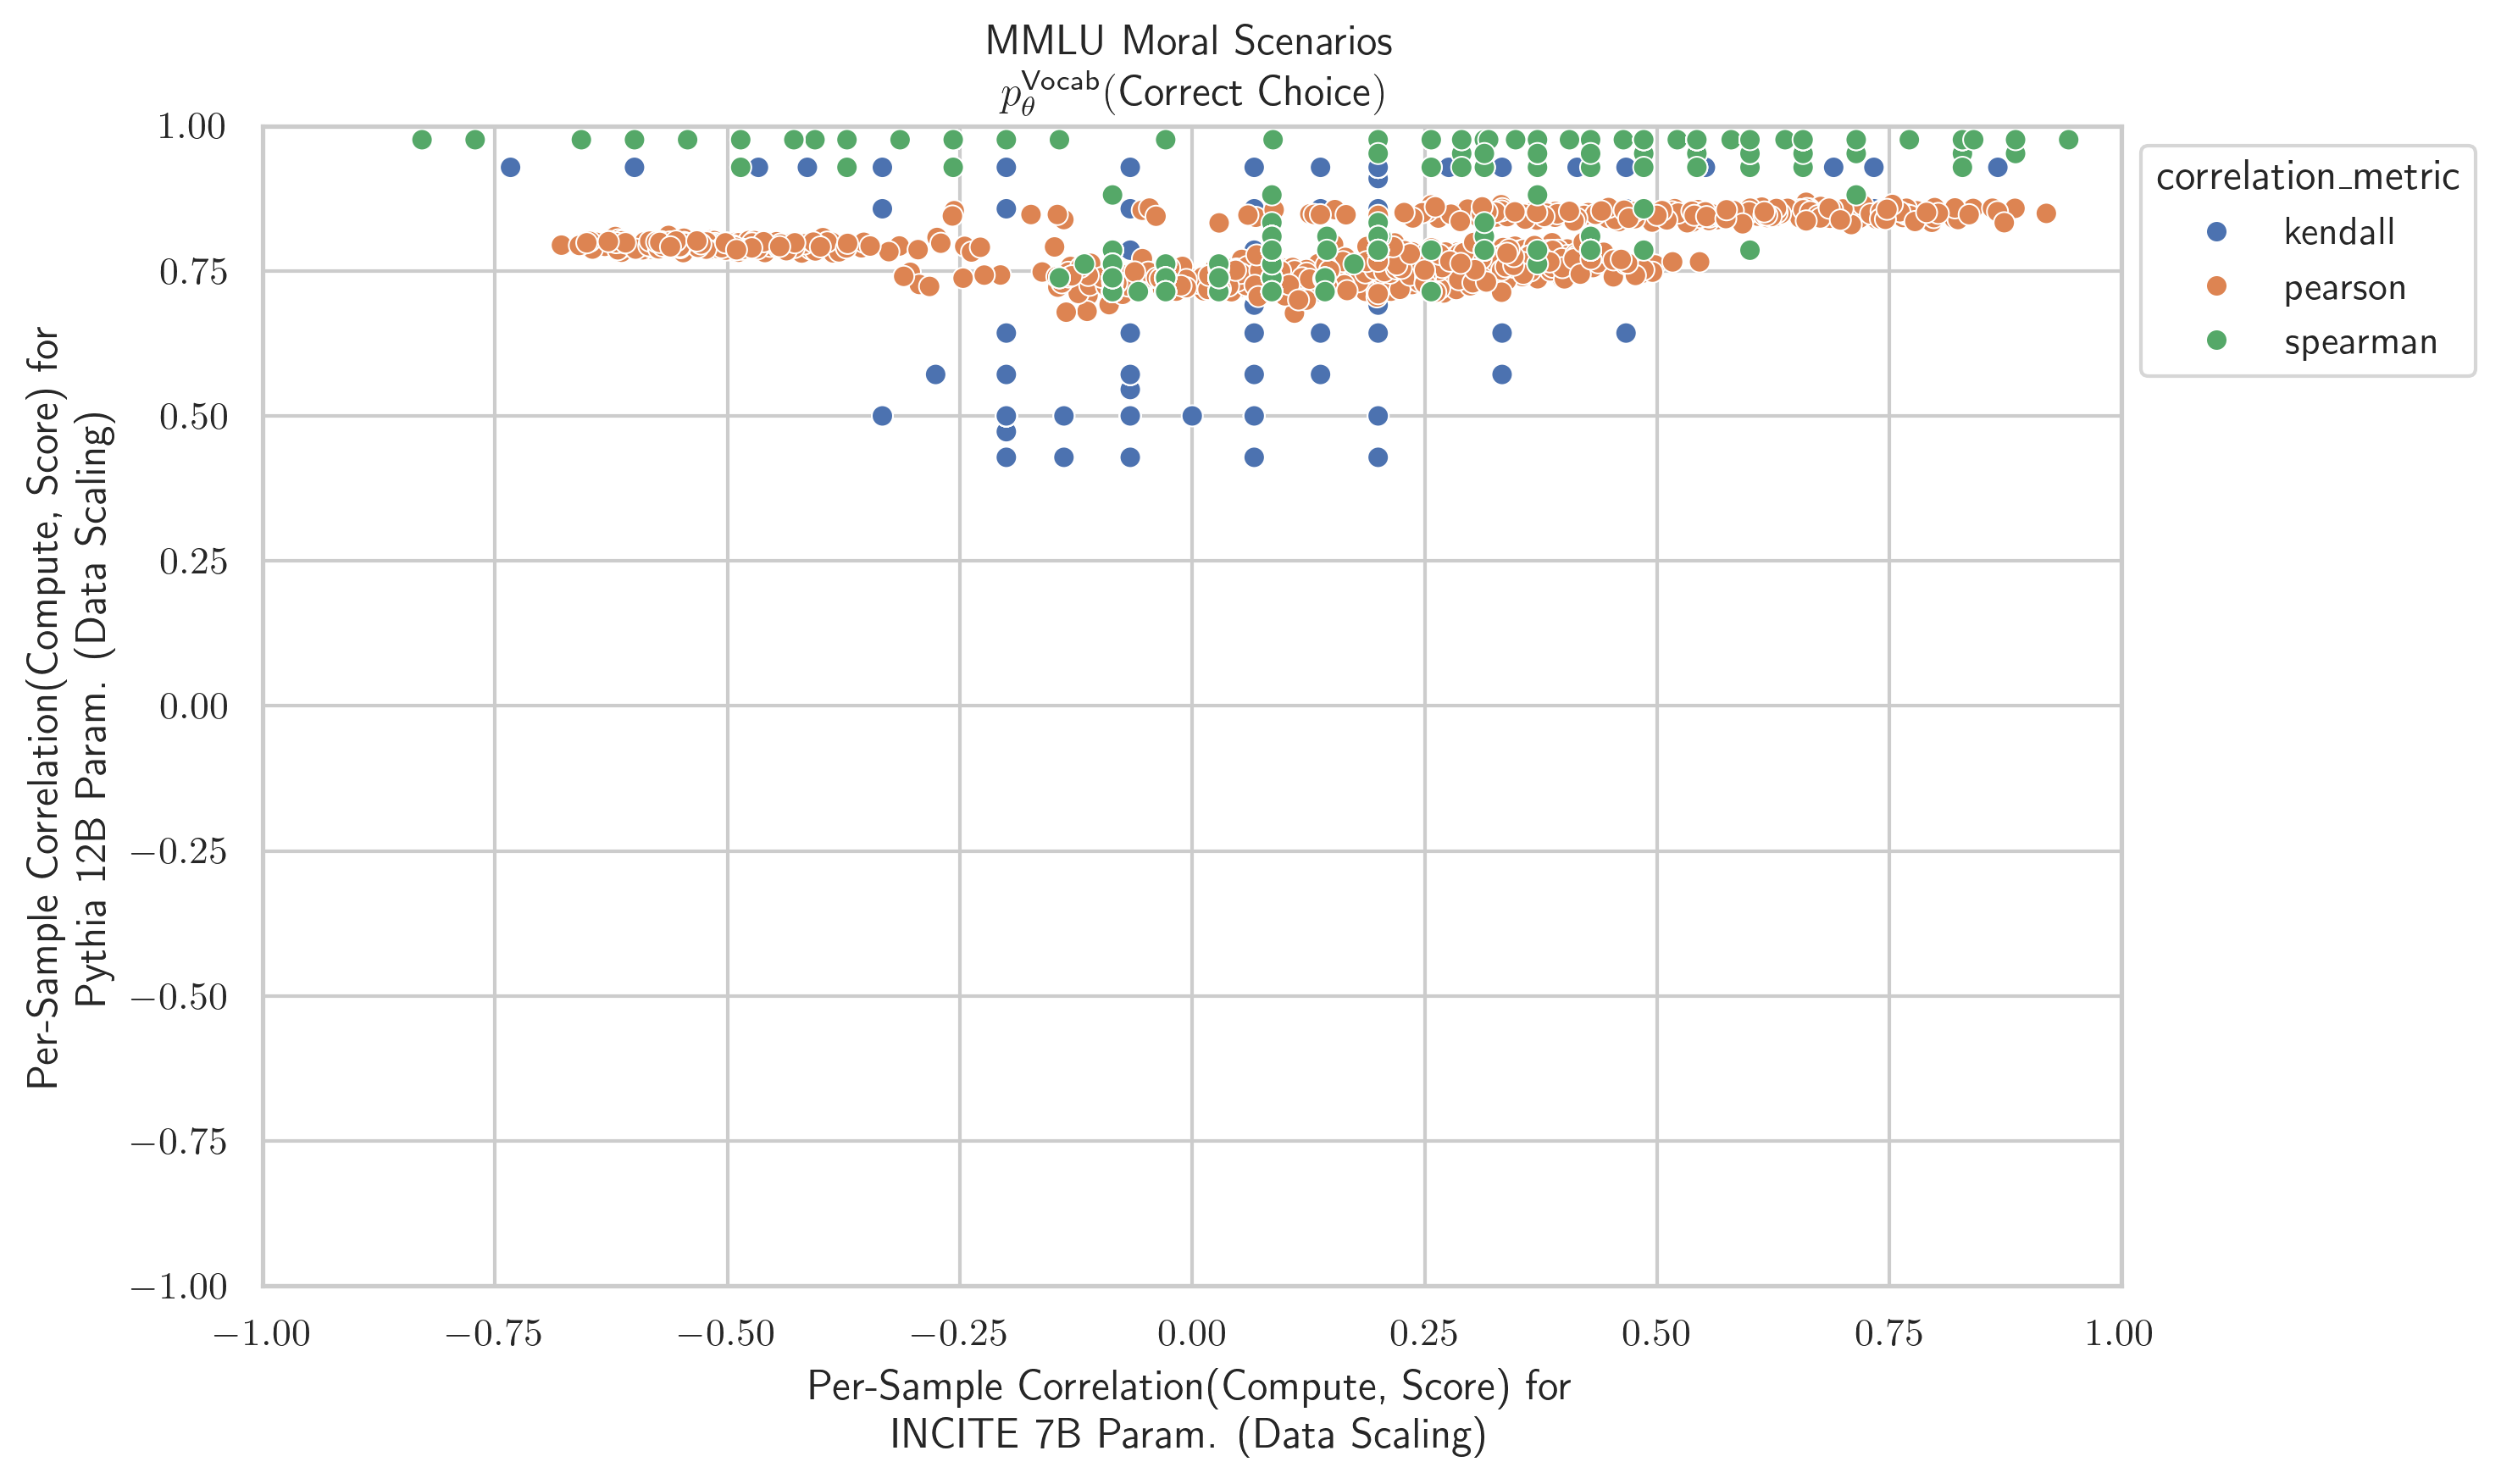 MMLU Moral Scenarios
p_θ^Vocab(Correct Choice)
1.00
0.75
0.50
0.25
0.00
−0.25
−0.50
−0.75
−1.00
Per-Sample Correlation(Compute, Score) for
Pythia 12B Param. (Data Scaling)
correlation_metric
kendall
pearson
spearman
−1.00 −0.75 −0.50 −0.25 0.00 0.25 0.50 0.75 1.00
Per-Sample Correlation(Compute, Score) for
INCITE 7B Param. (Data Scaling)